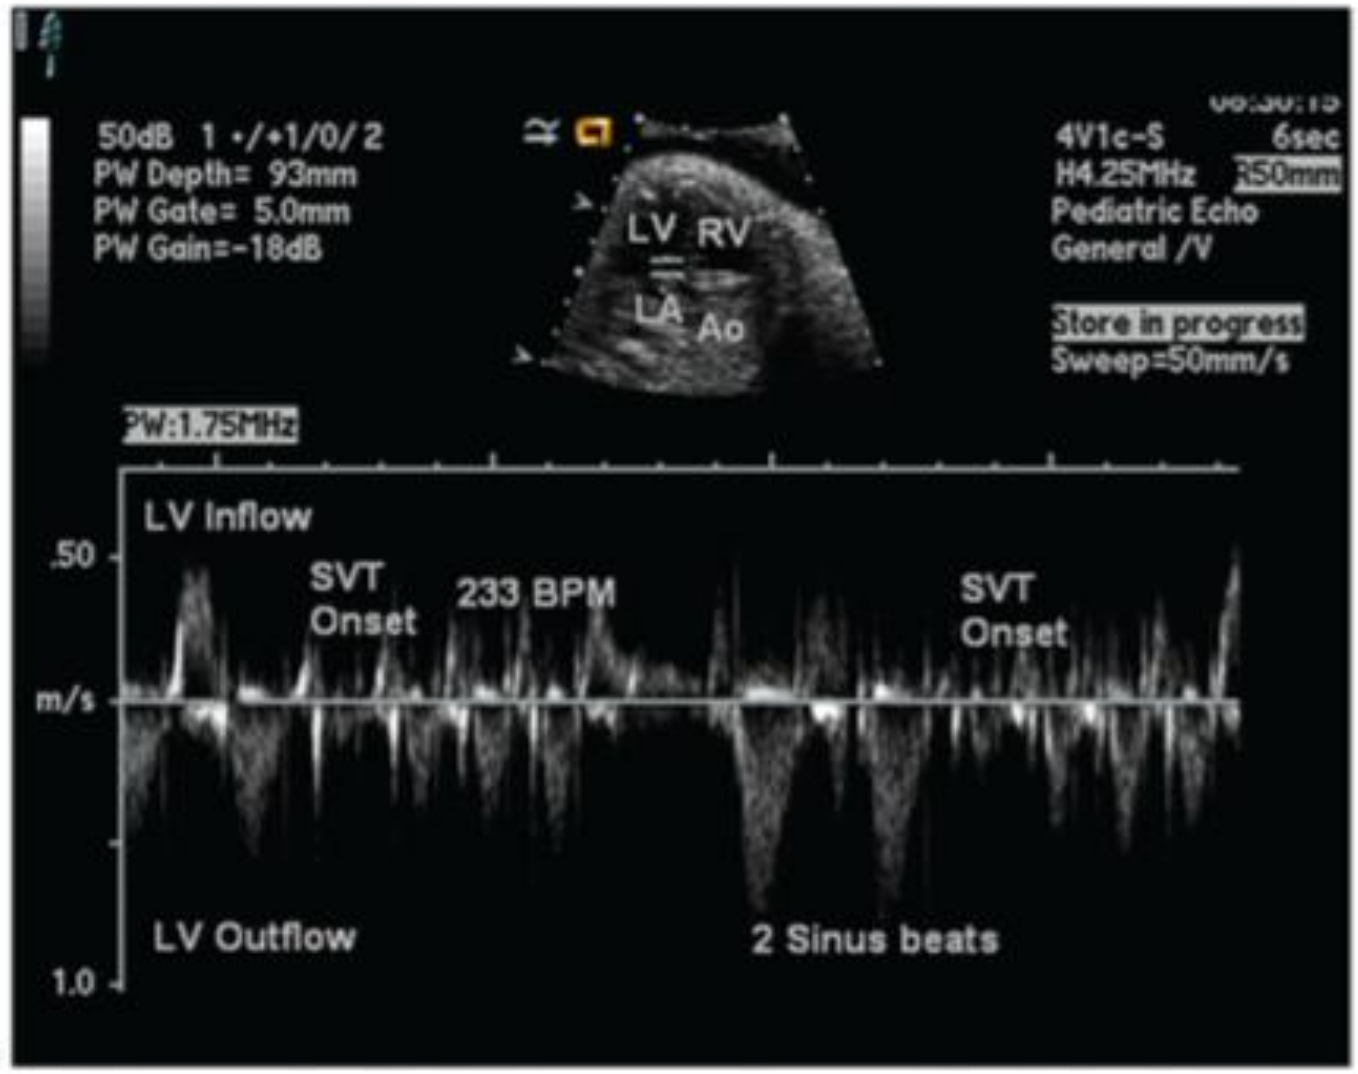 50dB 1 •/+1/0/2
PW Depth= 93mm
PW Gate= 5.0mm
PW Gain=-18dB
LV RV
LA Ao
4V1c-S 6sec
H4.25MHz R50mm
Pediatric Echo
General /V
Store in progress
Sweep=50mm/s
PW:1.75MHz
LV Inflow
.50
SVT
Onset
233 BPM
SVT
Onset
m/s
LV Outflow
2 Sinus beats
1.0